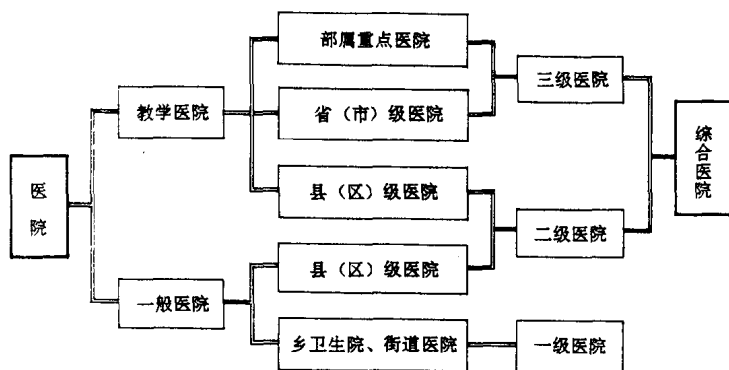 医院
教学医院
一般医院
部属重点医院
省（市）级医院
县（区）级医院
县（区）级医院
乡卫生院、街道医院
三级医院
二级医院
一级医院
综合医院